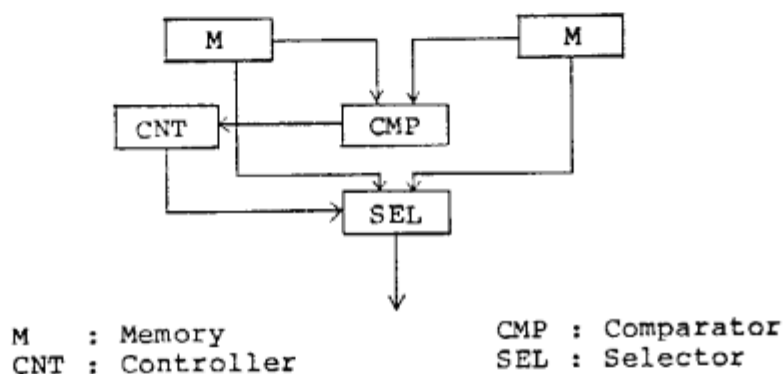 M
M
CNT
CMP
SEL
M : Memory
CMP : Comparator
CNT : Controller
SEL : Selector